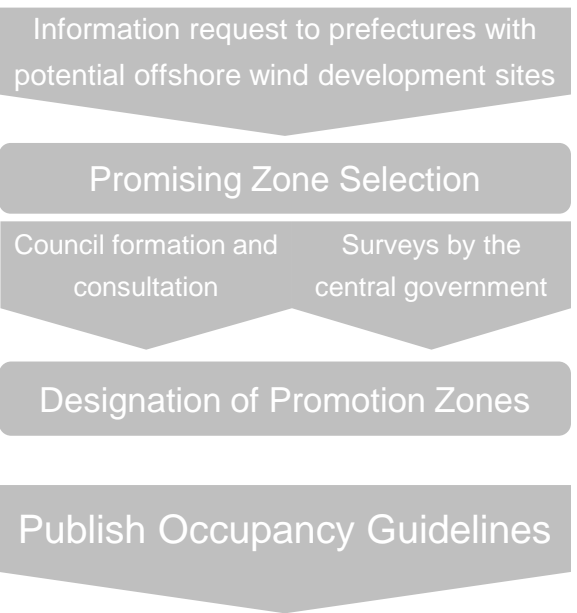 Information request to prefectures with
potential offshore wind development sites
Promising Zone Selection
Council formation and
consultation
Surveys by the
central government
Designation of Promotion Zones
Publish Occupancy Guidelines